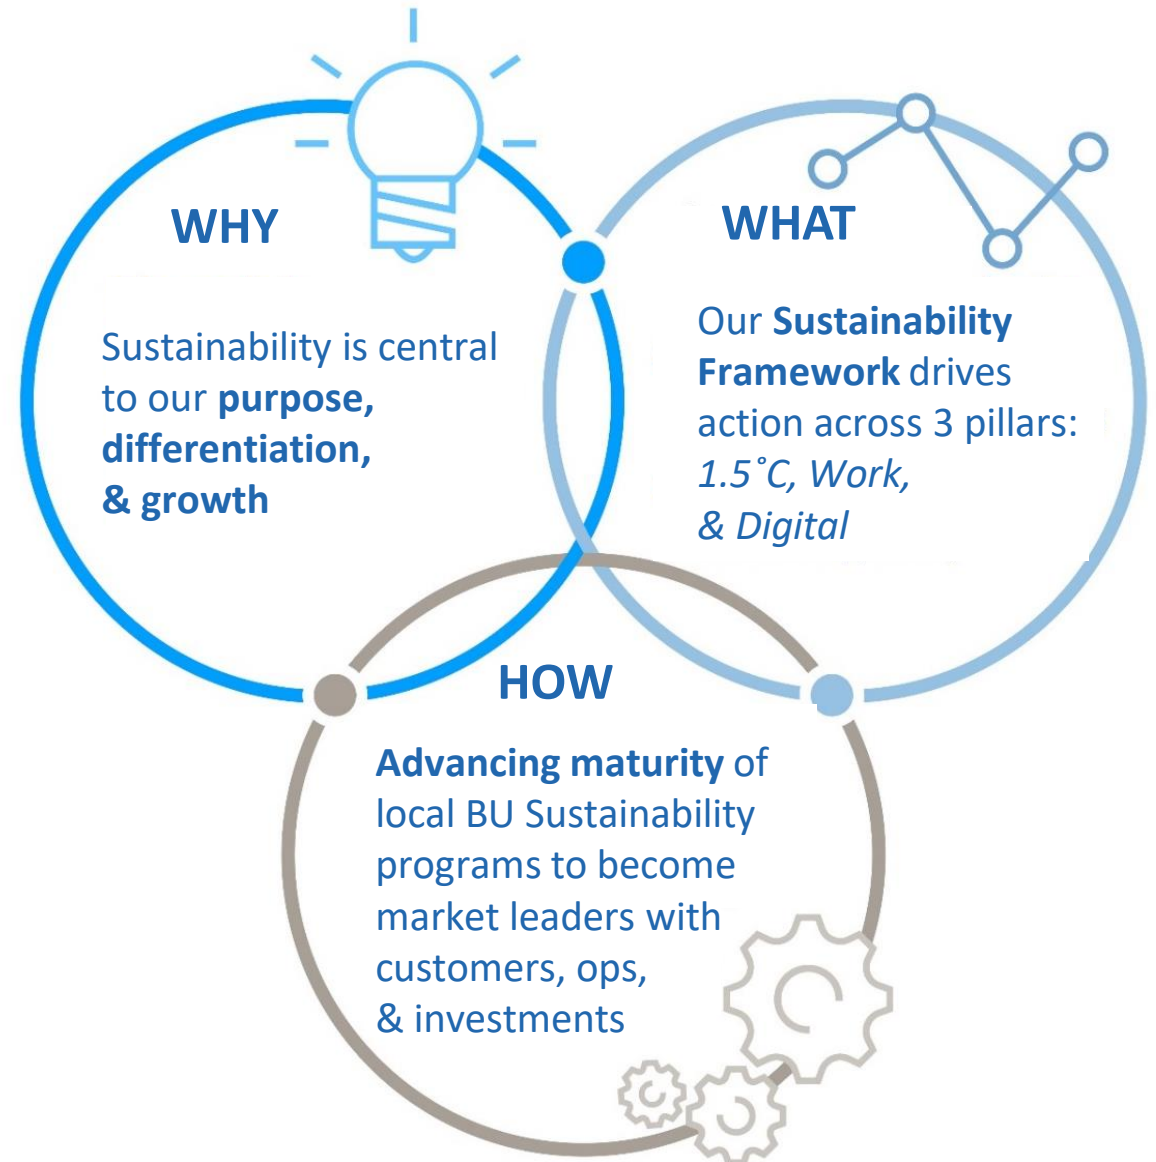 WHY
Sustainability is central
to our purpose,
differentiation,
& growth
WHAT
Our Sustainability
Framework drives
action across 3 pillars:
1.5˚C, Work,
& Digital
HOW
Advancing maturity of
local BU Sustainability
programs to become
market leaders with
customers, ops,
& investments